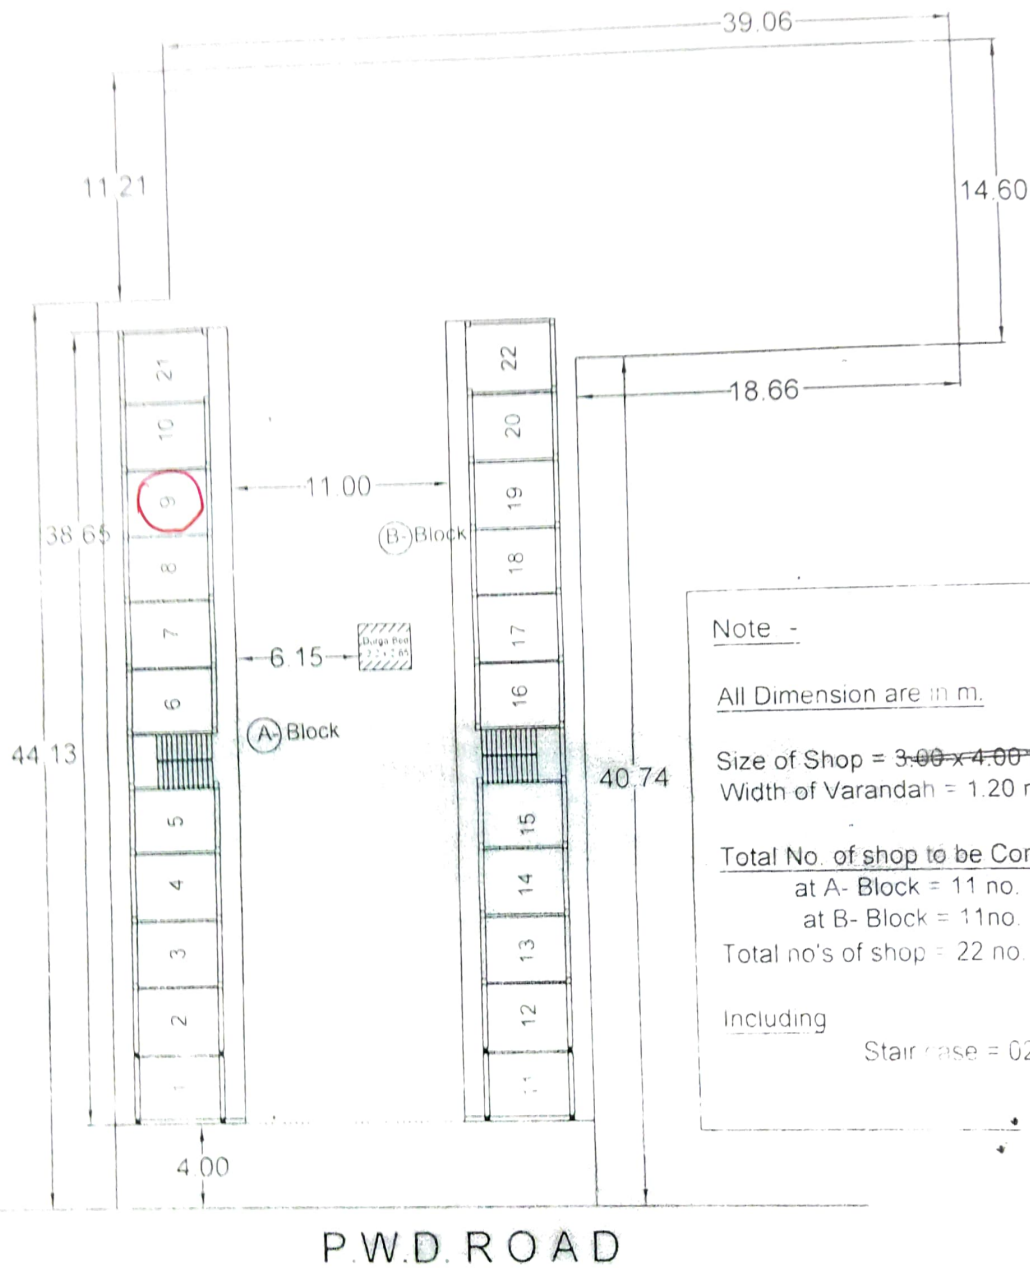 39.06
11.21
14.60
18.66
21
10
9
8
7
6
5
4
3
2
1
22
20
19
18
17
16
15
14
13
12
11
11.00
B- Block
38.65
6.15
A- Block
44.13
40.74
4.00
Note -
All Dimension are in m.
Size of Shop = 3.00 x 4.00
Width of Varandah = 1.20
Total No. of shop to be Con
at A- Block = 11 no.
at B- Block = 11no.
Total no's of shop = 22 no.
Including
Stair case = 02
P.W.D. ROAD